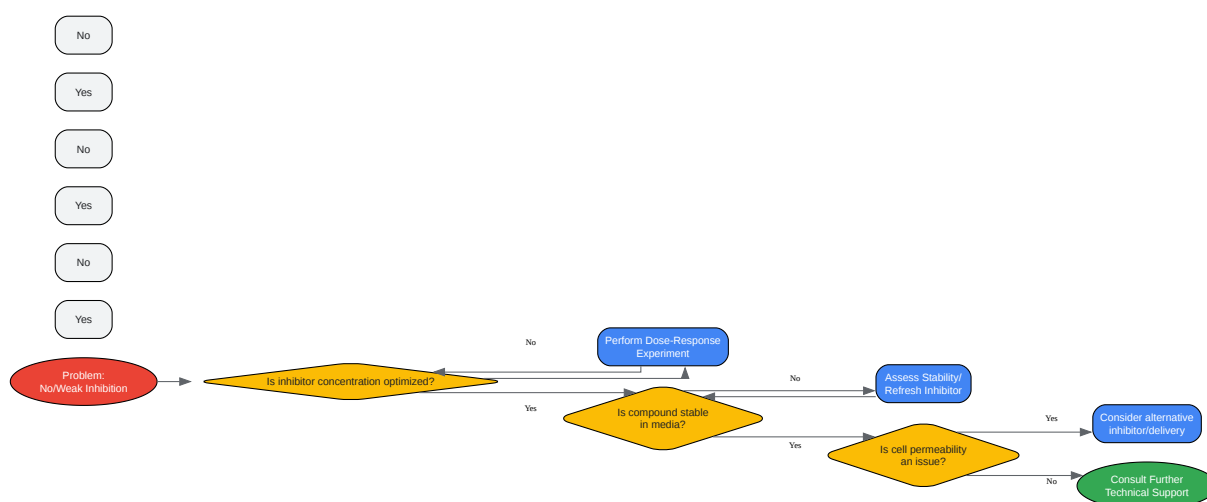 No
Yes
No
Yes
No
Yes
Problem:
No/Weak Inhibition
Is inhibitor concentration optimized?
No
Yes
Perform Dose-Response
Experiment
Is compound stable
in media?
No
Yes
Assess Stability/
Refresh Inhibitor
Is cell permeability
an issue?
Yes
No
Consider alternative
inhibitor/delivery
Consult Further
Technical Support